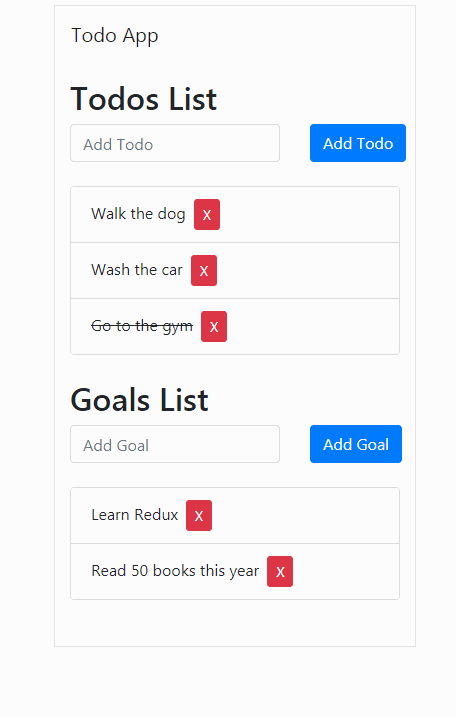 Todo App
Todos List
Add Todo Add Todo
Walk the dog X
Wash the car X
Go to the gym X
Goals List
Add Goal Add Goal
Learn Redux X
Read 50 books this year X